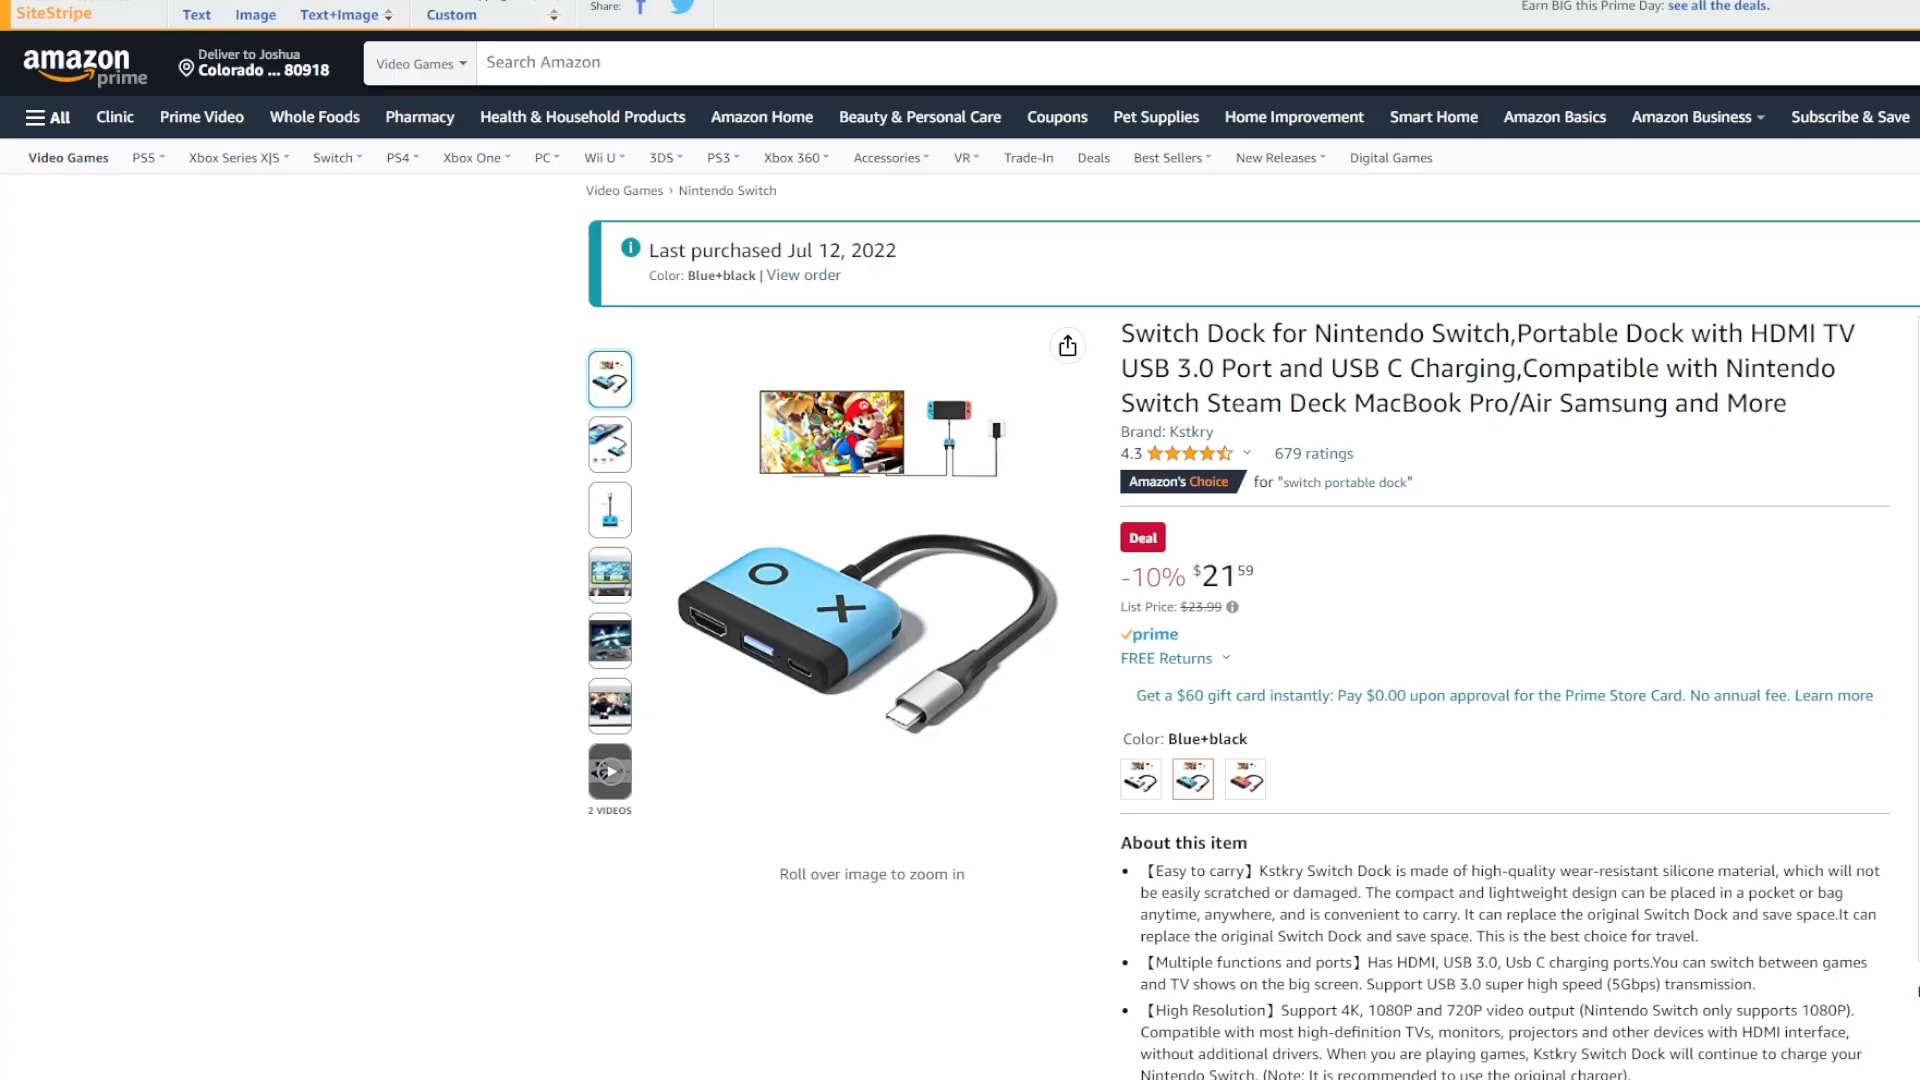 SiteStripe
Text
Image
Text+Image
Custom
Share:
Earn BIG this Prime Day: see all the deals.
amazon
prime
Deliver to Joshua
Colorado ... 80918
Video Games
Search Amazon
All
Clinic
Prime Video
Whole Foods
Pharmacy
Health & Household Products
Amazon Home
Beauty & Personal Care
Coupons
Pet Supplies
Home Improvement
Smart Home
Amazon Basics
Amazon Business
Subscribe & Save
Video Games
PS5
Xbox Series X|S
Switch
PS4
Xbox One
PC
Wii U
3DS
PS3
Xbox 360
Accessories
VR
Trade-In
Deals
Best Sellers
New Releases
Digital Games
Video Games › Nintendo Switch
Last purchased Jul 12, 2022
Color: Blue+black | View order
Switch Dock for Nintendo Switch,Portable Dock with HDMI TV
USB 3.0 Port and USB C Charging,Compatible with Nintendo
Switch Steam Deck MacBook Pro/Air Samsung and More
Brand: Kstkry
4.3
679 ratings
Amazon's Choice for "switch portable dock"
Deal
-10% $21 59
List Price: $23.99
prime
FREE Returns
Get a $60 gift card instantly: Pay $0.00 upon approval for the Prime Store Card. No annual fee. Learn more
Color: Blue+black
2 VIDEOS
Roll over image to zoom in
About this item
• 【Easy to carry】Kstkry Switch Dock is made of high-quality wear-resistant silicone material, which will not
be easily scratched or damaged. The compact and lightweight design can be placed in a pocket or bag
anytime, anywhere, and is convenient to carry. It can replace the original Switch Dock and save space.It can
replace the original Switch Dock and save space. This is the best choice for travel.
• 【Multiple functions and ports】Has HDMI, USB 3.0, Usb C charging ports.You can switch between games
and TV shows on the big screen. Support USB 3.0 super high speed (5Gbps) transmission.
• 【High Resolution】Support 4K, 1080P and 720P video output (Nintendo Switch only supports 1080P).
Compatible with most high-definition TVs, monitors, projectors and other devices with HDMI interface,
without additional drivers. When you are playing games, Kstkry Switch Dock will continue to charge your
Nintendo Switch. (Note: It is recommended to use the original charger).